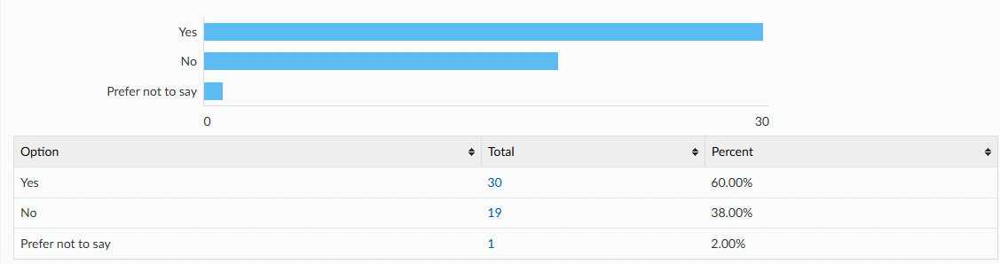 Yes
No
Prefer not to say
0 30
Option Total Percent
Yes 30 60.00%
No 19 38.00%
Prefer not to say 1 2.00%